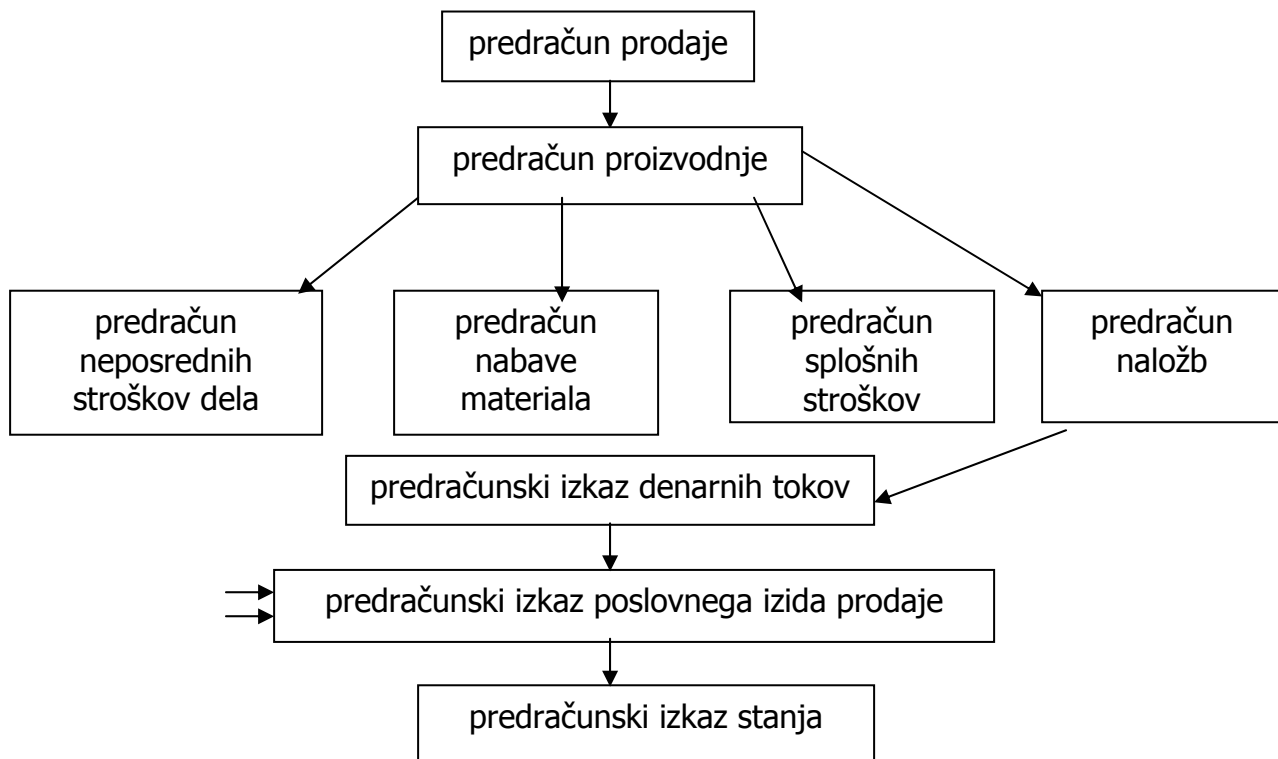 predračun prodaje
predračun proizvodnje
predračun
neposrednih
stroškov dela
predračun
nabave
materiala
predračun
splošnih
stroškov
predračun
naložb
predračunski izkaz denarnih tokov
predračunski izkaz poslovnega izida prodaje
predračunski izkaz stanja